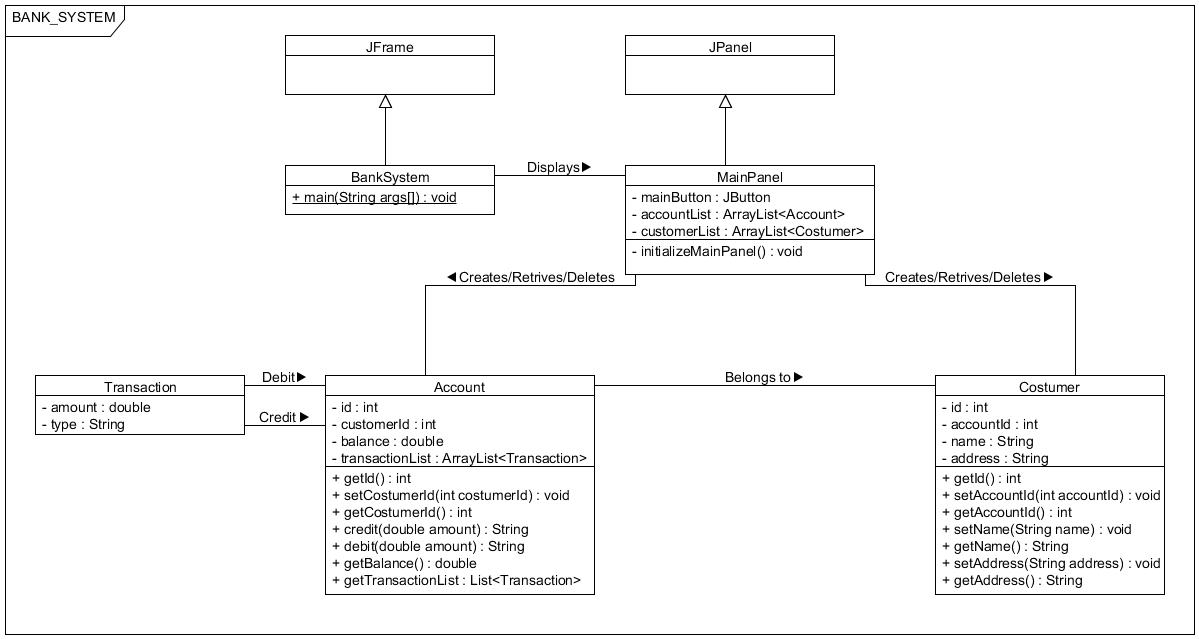 BANK_SYSTEM
JFrame
JPanel
BankSystem
+ main(String args[]) : void
Displays▶
MainPanel
- mainButton : JButton
- accountList : ArrayList<Account>
- customerList : ArrayList<Costumer>
- initializeMainPanel() : void
◀Creates/Retrives/Deletes
Creates/Retrives/Deletes▶
Transaction
- amount : double
- type : String
Debit▶
Credit▶
Account
- id : int
- customerId : int
- balance : double
- transactionList : ArrayList<Transaction>
+ getId() : int
+ setCostumerId(int costumerId) : void
+ getCostumerId() : int
+ credit(double amount) : String
+ debit(double amount) : String
+ getBalance() : double
+ getTransactionList : List<Transaction>
Belongs to▶
Costumer
- id : int
- accountId : int
- name : String
- address : String
+ getId() : int
+ setAccountId(int accountId) : void
+ getAccountId() : int
+ setName(String name) : void
+ getName() : String
+ setAddress(String address) : void
+ getAddress() : String